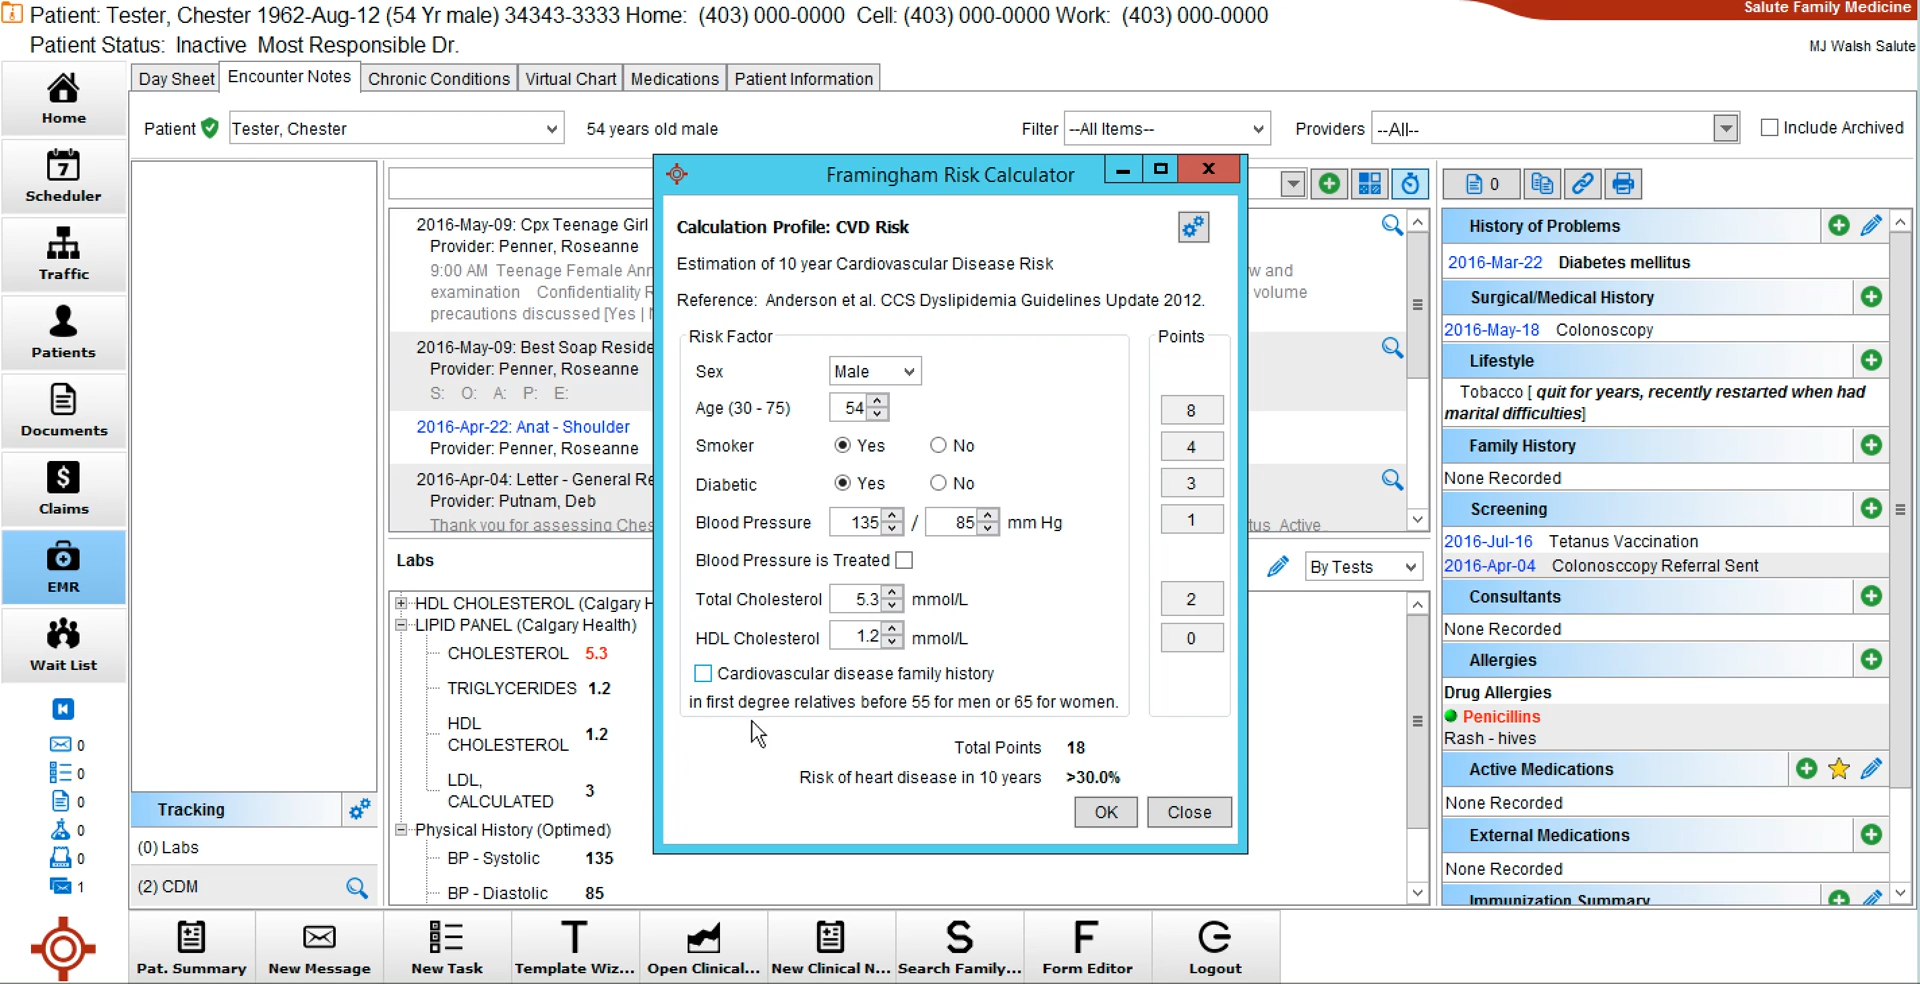 Patient: Tester, Chester 1962-Aug-12 (54 Yr male) 34343-3333 Home: (403) 000-0000 Cell: (403) 000-0000 Work: (403) 000-0000
Salute Family Medicine
Patient Status: Inactive Most Responsible Dr.
MJ Walsh Salute
Home
7
Scheduler
Traffic
Patients
Documents
$
Claims
EMR
Wait List
0
0
0
0
0
1
Day Sheet
Encounter Notes
Chronic Conditions
Virtual Chart
Medications
Patient Information
Patient
Tester, Chester
54 years old male
Filter
--All Items--
Providers
--All--
Include Archived
Tracking
(0) Labs
(2) CDM
2016-May-09: Cpx Teenage Girl
Provider: Penner, Roseanne
9:00 AM Teenage Female
w and
examination Confidentiality
volume
precautions discussed [Yes |
2016-May-09: Best Soap
Provider: Penner, Roseanne
S: O: A: P: E:
2016-Apr-22: Anat - Shoulder
Provider: Penner, Roseanne
2016-Apr-04: Letter - General
Provider: Putnam, Deb
Thank you for assessing
tus Active
Labs
By Tests
HDL CHOLESTEROL (Calgary H
LIPID PANEL (Calgary Health)
CHOLESTEROL 5.3
TRIGLYCERIDES 1.2
HDL
CHOLESTEROL 1.2
LDL,
CALCULATED 3
Physical History (Optimed)
BP - Systolic 135
BP - Diastolic 85
Framingham Risk Calculator
X
Calculation Profile: CVD Risk
Estimation of 10 year Cardiovascular Disease Risk
Reference: Anderson et al. CCS Dyslipidemia Guidelines Update 2012.
Risk Factor
Points
Sex Male
Age (30 - 75) 54 8
Smoker Yes No 4
Diabetic Yes No 3
Blood Pressure 135 / 85 mm Hg 1
Blood Pressure is Treated
Total Cholesterol 5.3 mmol/L 2
HDL Cholesterol 1.2 mmol/L 0
Cardiovascular disease family history
in first degree relatives before 55 for men or 65 for women.
Total Points 18
Risk of heart disease in 10 years >30.0%
OK
Close
0
History of Problems
2016-Mar-22 Diabetes mellitus
Surgical/Medical History
2016-May-18 Colonoscopy
Lifestyle
Tobacco [ quit for years, recently restarted when had
marital difficulties]
Family History
None Recorded
Screening
2016-Jul-16 Tetanus Vaccination
2016-Apr-04 Colonosccopy Referral Sent
Consultants
None Recorded
Allergies
Drug Allergies
Penicillins
Rash - hives
Active Medications
None Recorded
External Medications
None Recorded
Immunization Summary
Pat. Summary
New Message
New Task
T
Template Wiz...
Open Clinical...
New Clinical N...
S
Search Family...
F
Form Editor
Logout